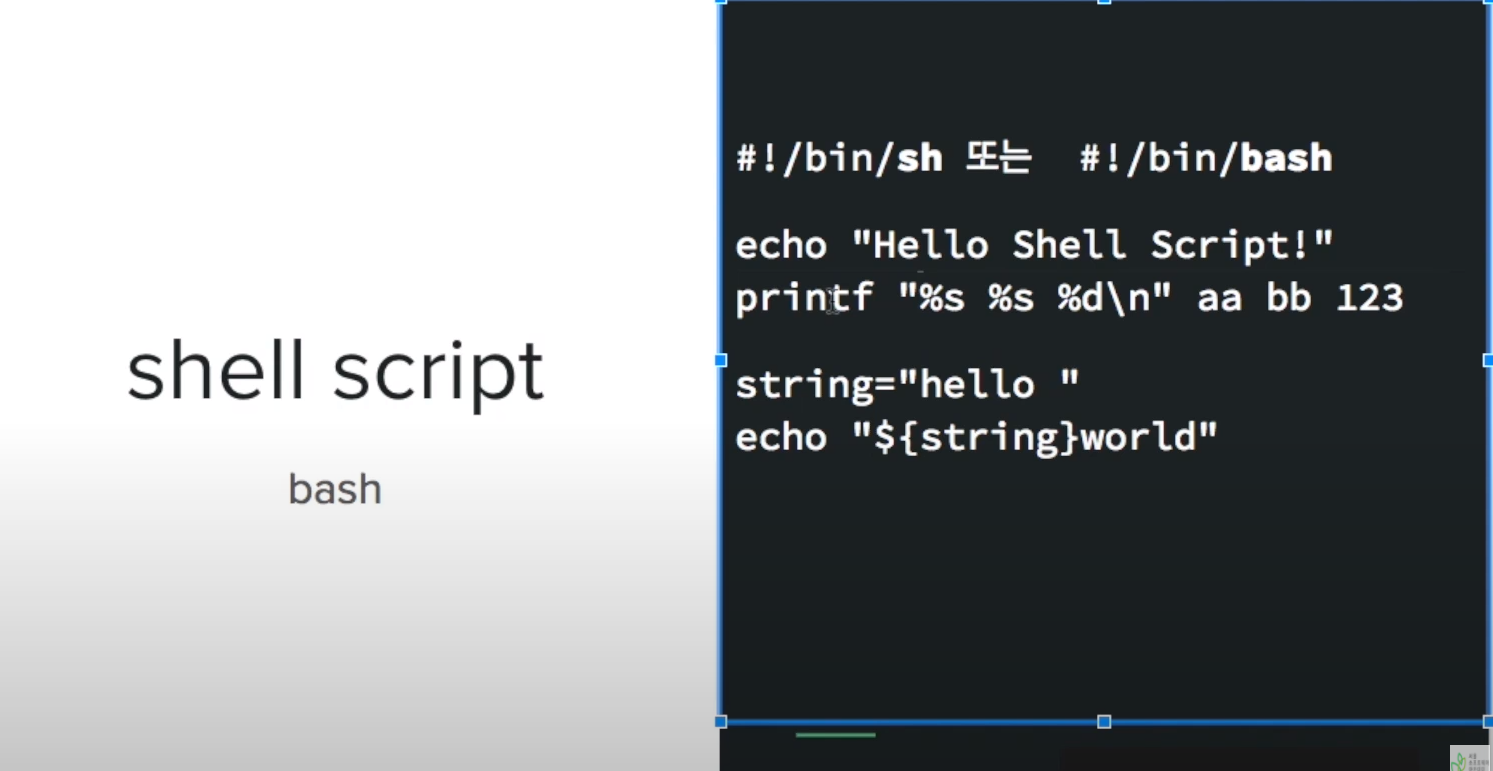 shell script
bash
#!/bin/sh 또는  #!/bin/bash
echo "Hello Shell Script!"
printf "%s %s %d\n" aa bb 123
string="hello "
echo "${string}world"